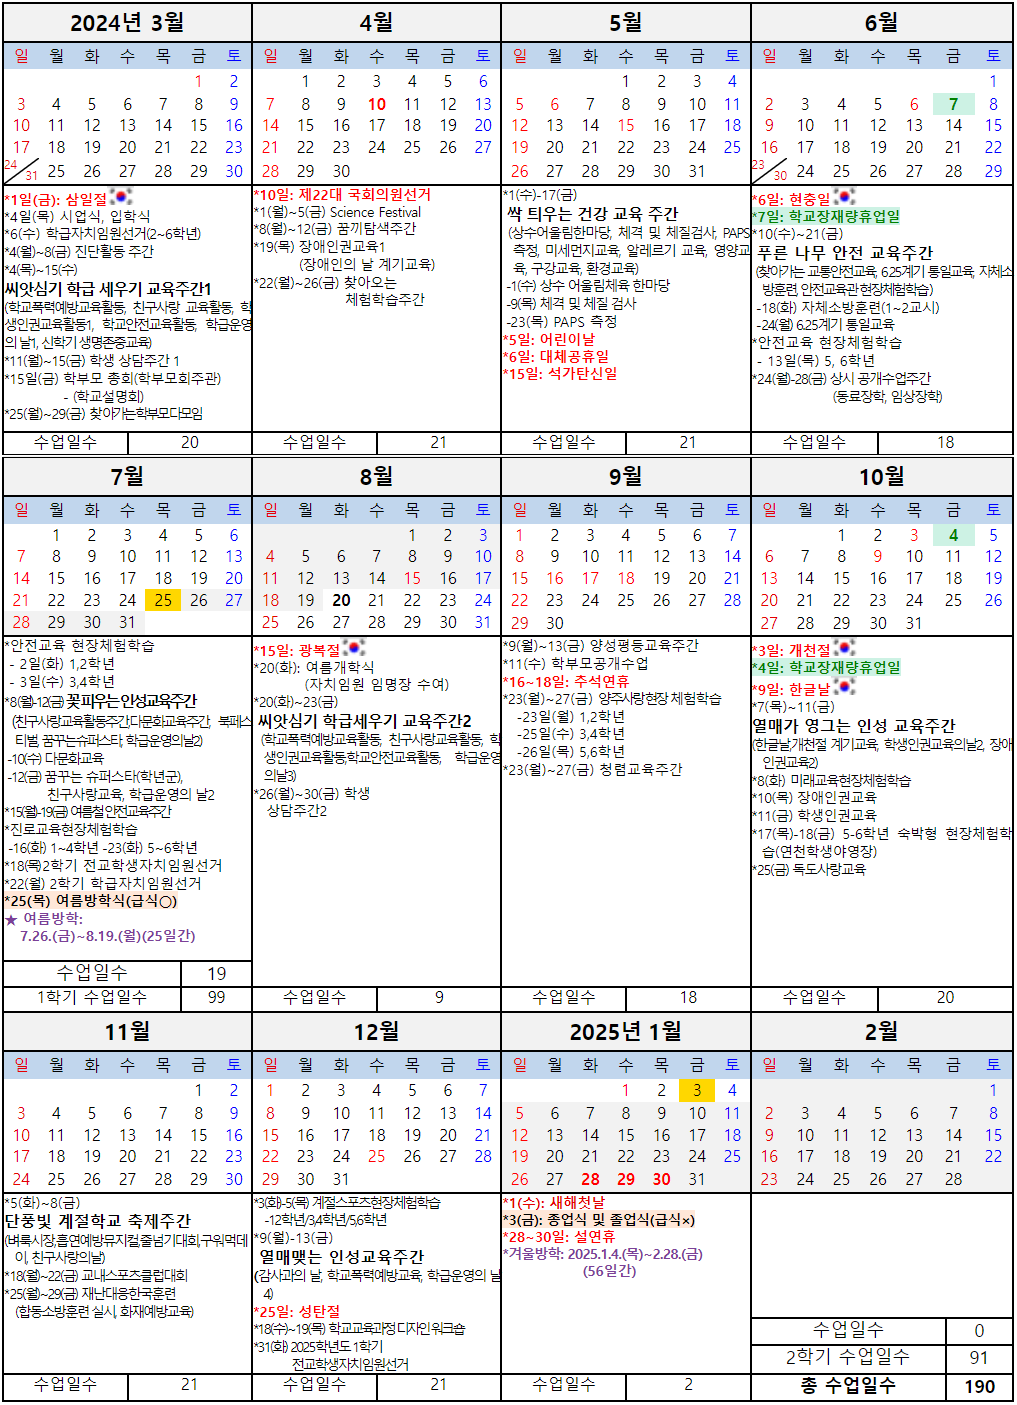 2024년 3월
일 월 화 수 목 금 토
1 2
3 4 5 6 7 8 9
10 11 12 13 14 15 16
17 18 19 20 21 22 23
24/31 25 26 27 28 29 30
*1일(금): 삼일절
*4일(목) 시업식, 입학식
*6(수) 학급자치임원선거(2~6학년)
*4(월)~8(금) 진단활동 주간
*4(목)~15(수)
씨앗심기 학급 세우기 교육주간1
(학교폭력예방교육활동, 친구사랑 교육활동, 학
생인권교육활동1, 학교안전교육활동, 학급운영
의 날1, 신학기 생명존중교육)
*11(월)~15(금) 학생 상담주간 1
*15일(금) 학부모 총회(학부모회주관)
- (학교설명회)
*25(월)~29(금) 찾아가는학부모다모임
수업일수 20
4월
일 월 화 수 목 금 토
1 2 3 4 5 6
7 8 9 10 11 12 13
14 15 16 17 18 19 20
21 22 23 24 25 26 27
28 29 30
*10일: 제22대 국회의원선거
*1(월)~5(금) Science Festival
*8(월)~12(금) 꿈끼탐색주간
*19(목) 장애인권교육1
(장애인의 날 계기교육)
*22(월)~26(금) 찾아오는
체험학습주간
수업일수 21
5월
일 월 화 수 목 금 토
1 2 3 4
5 6 7 8 9 10 11
12 13 14 15 16 17 18
19 20 21 22 23 24 25
26 27 28 29 30 31
*1(수)-17(금)
싹 틔우는 건강 교육 주간
(상수어울림한마당, 체격 및 체질검사, PAPS
측정, 미세먼지교육, 알레르기 교육, 영양교
육, 구강교육, 환경교육)
-1(수) 상수 어울림체육 한마당
-9(목) 체격 및 체질 검사
-23(목) PAPS 측정
*5일: 어린이날
*6일: 대체공휴일
*15일: 석가탄신일
수업일수 21
6월
일 월 화 수 목 금 토
1
2 3 4 5 6 7 8
9 10 11 12 13 14 15
16 17 18 19 20 21 22
23/30 24 25 26 27 28 29
*6일: 현충일
*7일: 학교장재량휴업일
*10(수)~21(금)
푸른 나무 안전 교육주간
(찾아가는 교통안전교육, 6.25계기 통일교육, 자체소
방훈련, 안전교육관 현장체험학습)
-18(화) 자체소방훈련(1~2교시)
-24(월) 6.25계기 통일교육
*안전교육 현장체험학습
- 13일(목) 5, 6학년
*24(월)-28(금) 상시 공개수업주간
(동료장학, 임상장학)
수업일수 18
7월
일 월 화 수 목 금 토
1 2 3 4 5 6
7 8 9 10 11 12 13
14 15 16 17 18 19 20
21 22 23 24 25 26 27
28 29 30 31
*안전교육 현장체험학습
- 2일(화) 1,2학년
- 3일(수) 3,4학년
*8(월)-12(금) 꽃 피우는 인성교육주간
(친구사랑교육활동주간,다문화교육주간, 북페스
티벌, 꿈꾸는슈퍼스타, 학급운영의날2)
-10(수) 다문화교육
-12(금) 꿈꾸는 슈퍼스타(학년군),
친구사랑교육, 학급운영의 날2
*15(월)-19(금) 여름철 안전교육주간
*진로교육현장체험학습
-16(화) 1~4학년 -23(화) 5~6학년
*18(목)2학기 전교학생자치임원선거
*22(월) 2학기 학급자치임원선거
*25(목) 여름방학식(급식○)
★ 여름방학:
7.26.(금)~8.19.(월)(25일간)
수업일수 19
1학기 수업일수 99
8월
일 월 화 수 목 금 토
1 2 3
4 5 6 7 8 9 10
11 12 13 14 15 16 17
18 19 20 21 22 23 24
25 26 27 28 29 30 31
*15일: 광복절
*20(화): 여름개학식
(자치임원 임명장 수여)
*20(화)~23(금)
씨앗심기 학급세우기 교육주간2
(학교폭력예방교육활동, 친구사랑교육활동, 학
생인권교육활동,학교안전교육활동, 학급운영
의날3)
*26(월)~30(금) 학생
상담주간2
수업일수 9
9월
일 월 화 수 목 금 토
1 2 3 4 5 6 7
8 9 10 11 12 13 14
15 16 17 18 19 20 21
22 23 24 25 26 27 28
29 30
*9(월)~13(금) 양성평등교육주간
*11(수) 학부모공개수업
*16~18일: 추석연휴
*23(월)~27(금) 양주사랑현장 체험학습
-23일(월) 1,2학년
-25일(수) 3,4학년
-26일(목) 5,6학년
*23(월)~27(금) 청렴교육주간
수업일수 18
10월
일 월 화 수 목 금 토
1 2 3 4 5
6 7 8 9 10 11 12
13 14 15 16 17 18 19
20 21 22 23 24 25 26
27 28 29 30 31
*3일: 개천절
*4일: 학교장재량휴업일
*9일: 한글날
*7(목)~11(금)
열매가 영그는 인성 교육주간
(한글날,개천절 계기교육, 학생인권교육의날2, 장애
인권교육2)
*8(화) 미래교육현장체험학습
*10(목) 장애인권교육
*11(금) 학생인권교육
*17(목)-18(금) 5-6학년 숙박형 현장체험학
습(연천학생야영장)
*25(금) 독도사랑교육
수업일수 20
11월
일 월 화 수 목 금 토
1 2
3 4 5 6 7 8 9
10 11 12 13 14 15 16
17 18 19 20 21 22 23
24 25 26 27 28 29 30
*5(화)~8(금)
단풍빛 계절학교 축제주간
(벼룩시장,흡연예방뮤지컬,줄넘기대회,구워먹데
이, 친구사랑의날)
*18(월)~22(금) 교내스포츠클럽대회
*25(월)~29(금) 재난대응한국훈련
(합동소방훈련 실시, 화재예방교육)
수업일수 21
12월
일 월 화 수 목 금 토
1 2 3 4 5 6 7
8 9 10 11 12 13 14
15 16 17 18 19 20 21
22 23 24 25 26 27 28
29 30 31
*3(화)-5(목) 계절스포츠현장체험학습
-12학년/3,4학년/5,6학년
*9(월)-13(금)
열매맺는 인성교육주간
(감사과의 날, 학교폭력예방교육, 학급운영의 날
4)
*25일: 성탄절
*18(수)~19(목) 학교교육과정 디자인 워크숍
*31(화) 2025학년도 1학기
전교학생자치임원선거
수업일수 21
2025년 1월
일 월 화 수 목 금 토
1 2 3 4
5 6 7 8 9 10 11
12 13 14 15 16 17 18
19 20 21 22 23 24 25
26 27 28 29 30 31
*1(수): 새해첫날
*3(금): 종업식 및 졸업식(급식×)
*28~30일: 설연휴
*겨울방학: 2025.1.4.(목)~2.28.(금)
(56일간)
수업일수 2
2월
일 월 화 수 목 금 토
1
2 3 4 5 6 7 8
9 10 11 12 13 14 15
16 17 18 19 20 21 22
23 24 25 26 27 28
수업일수 0
2학기 수업일수 91
총 수업일수 190